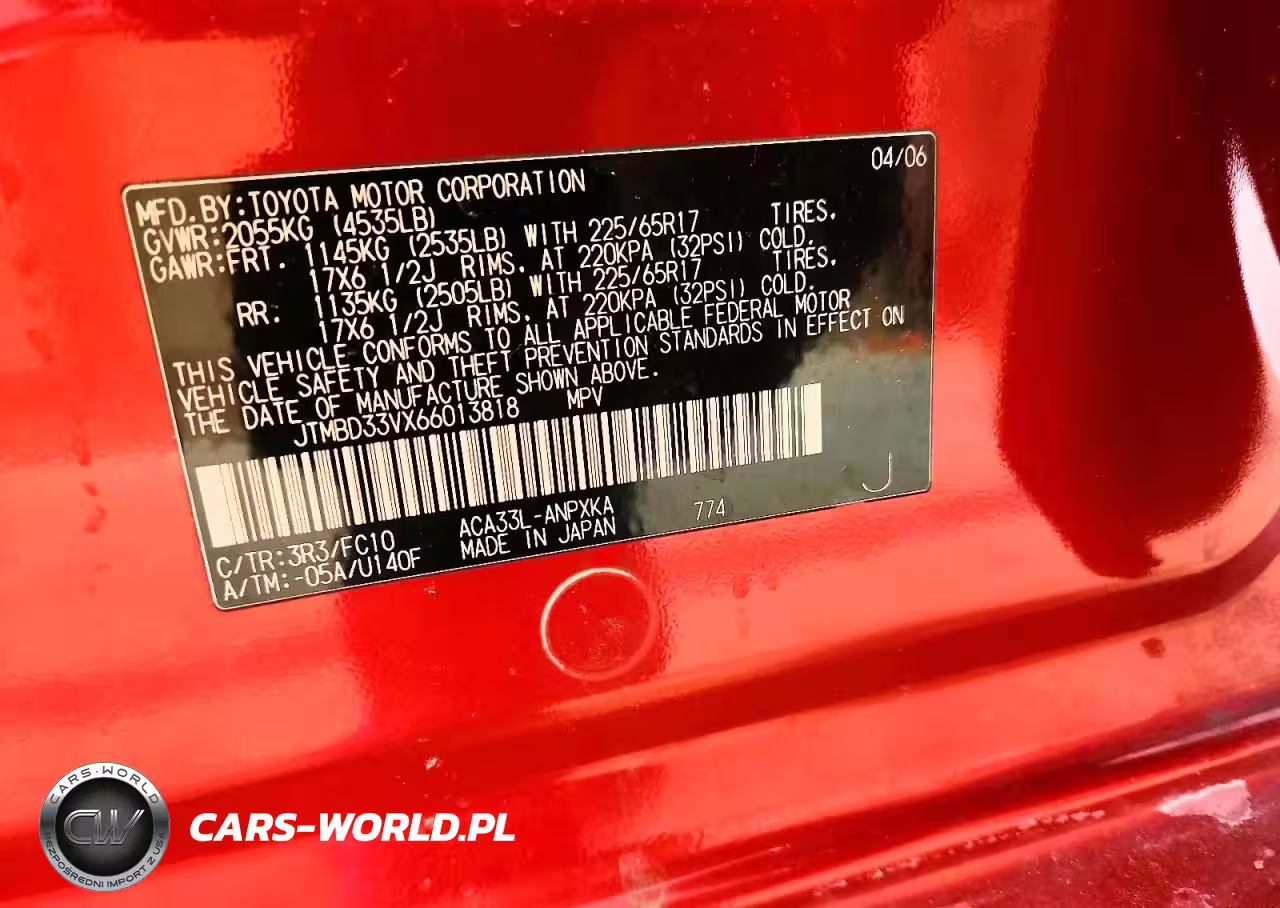 04/06
MFD. BY: TOYOTA MOTOR CORPORATION
GVWR: 2055KG (4535LB)
GAWR: FRT. 1145KG (2535LB) WITH 225/65R17 TIRES.
17X6 1/2J RIMS. AT 220KPA (32PSI) COLD.
RR: 1135KG (2505LB) WITH 225/65R17 TIRES.
17X6 1/2J RIMS. AT 220KPA (32PSI) COLD.
THIS VEHICLE CONFORMS TO ALL APPLICABLE FEDERAL MOTOR
VEHICLE SAFETY AND THEFT PREVENTION STANDARDS IN EFFECT ON
THE DATE OF MANUFACTURE SHOWN ABOVE.
JTMBD33VX66013818 MPV
C/TR: 3R3/FC10 ACA33L-ANPXKA 774
A/TM: -05A/U140F MADE IN JAPAN
J
CARS-WORLD
CW
BEZPOŚREDNI IMPORT Z USA
CARS-WORLD.PL